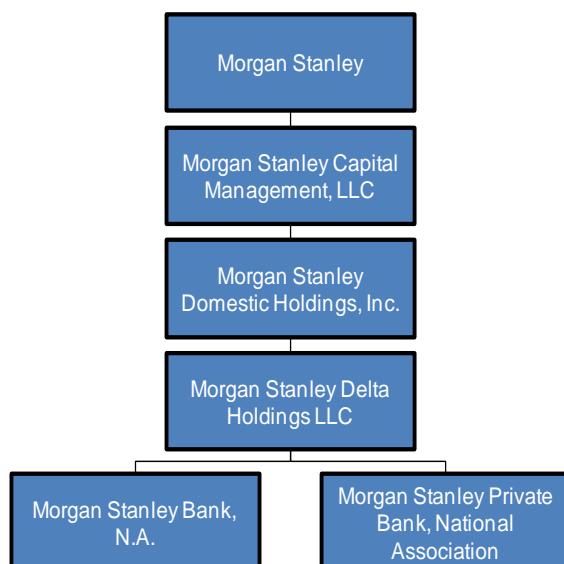 Morgan Stanley
Morgan Stanley Capital
Management, LLC
Morgan Stanley
Domestic Holdings, Inc.
Morgan Stanley Delta
Holdings LLC
Morgan Stanley Bank,
N.A.
Morgan Stanley Private
Bank, National
Association